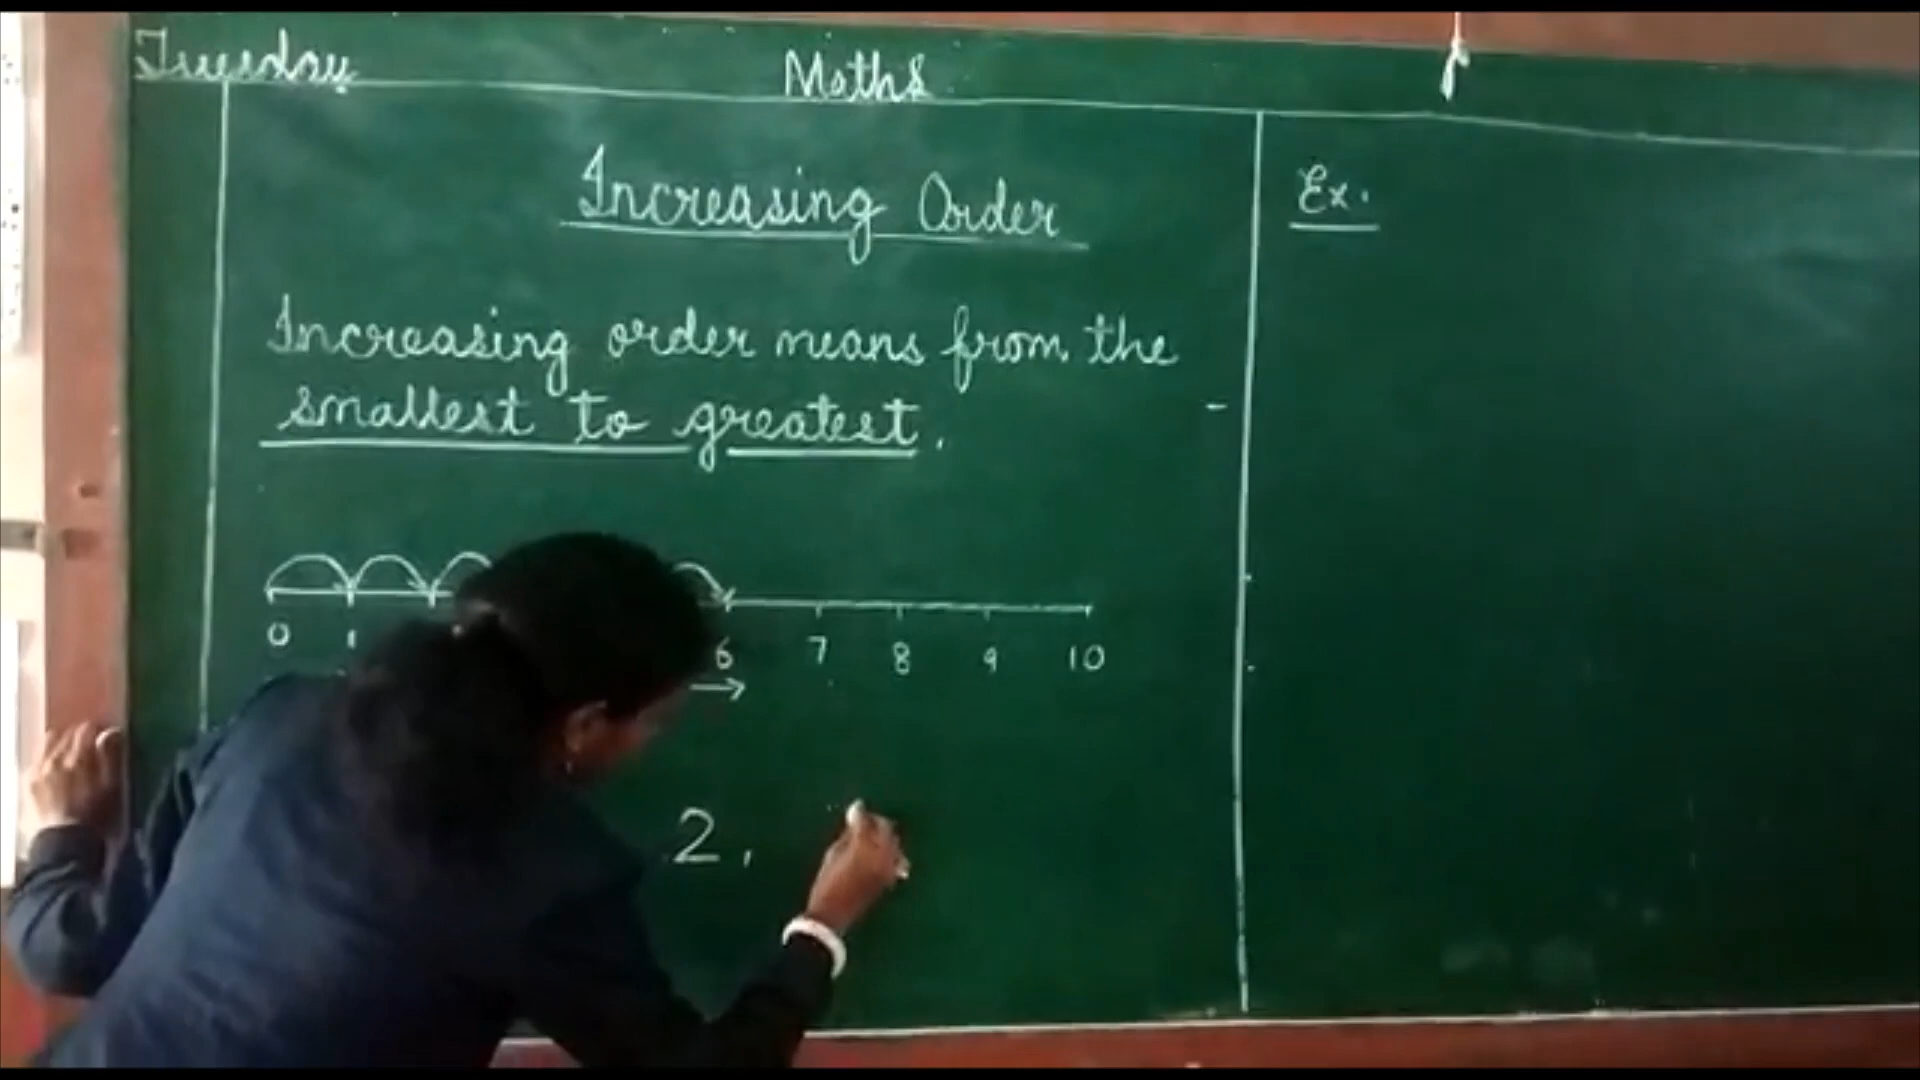 Tuesday
Maths
Increasing Order
Increasing order means from the
smallest to greatest.
0 1 6 7 8 9 10
2,
Ex.